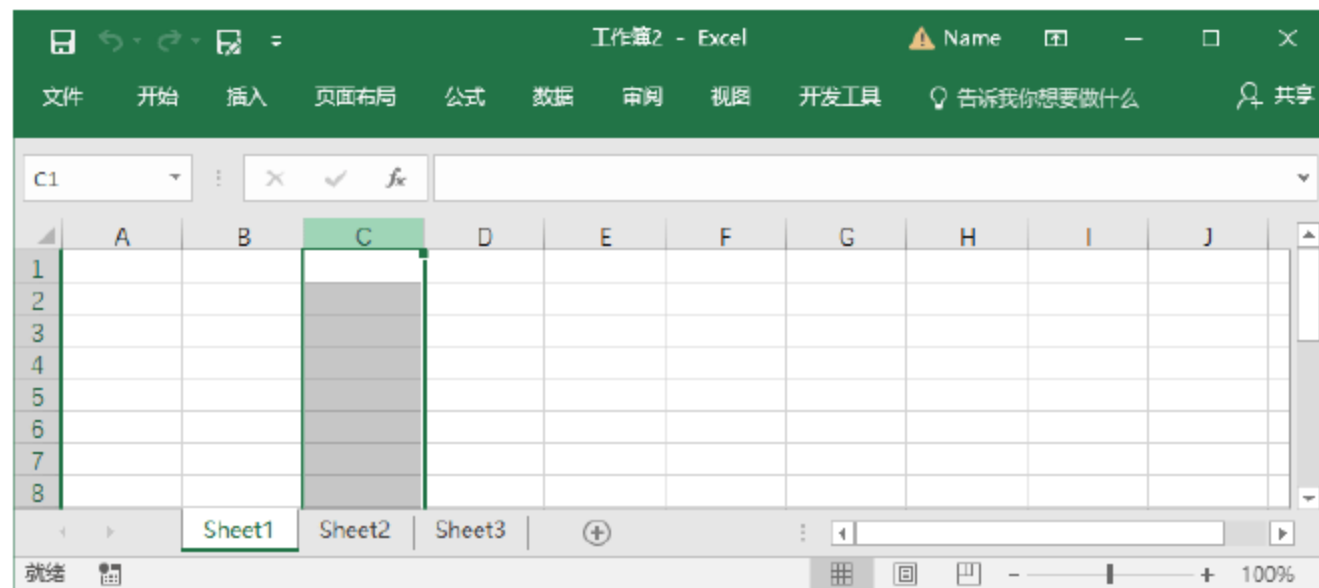 工作簿2 - Excel Name
文件 开始 插入 页面布局 公式 数据 审阅 视图 开发工具 告诉我你想要做什么 共享
C1 fx
A B C D E F G H I J
1
2
3
4
5
6
7
8
Sheet1 Sheet2 Sheet3
就绪 100%